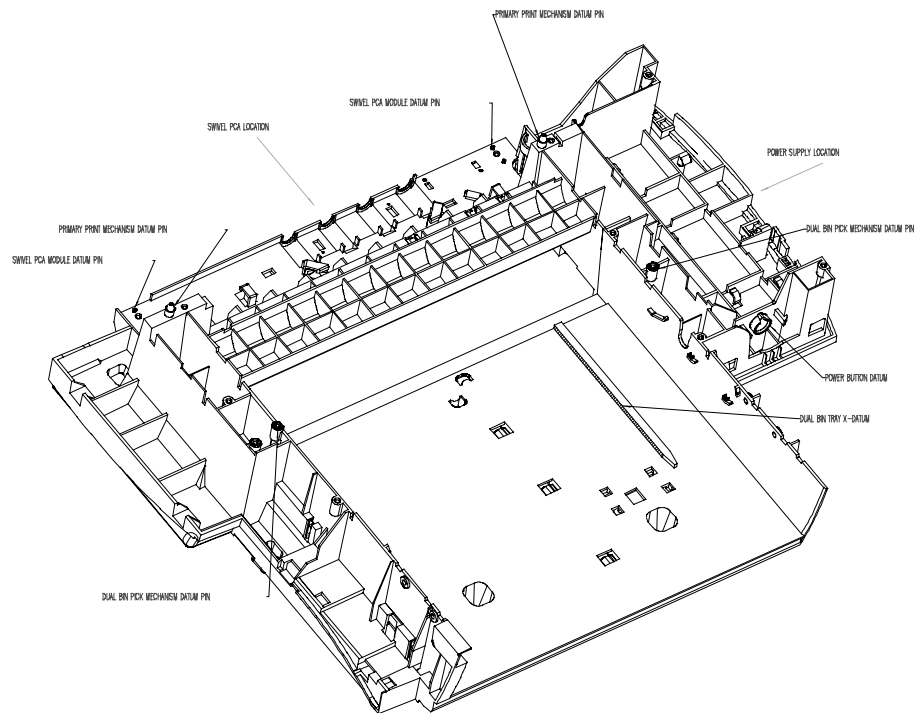 PRIMARY PRINT MECHANISM DATUM PIN
SWIVEL PCA MODULE DATUM PIN
SWIVEL PCA LOCATION
POWER SUPPLY LOCATION
PRIMARY PRINT MECHANISM DATUM PIN
DUAL BIN PICK MECHANISM DATUM PIN
SWIVEL PCA MODULE DATUM PIN
POWER BUTTON DATUM
DUAL BIN TRAY X-DATUM
DUAL BIN PICK MECHANISM DATUM PIN